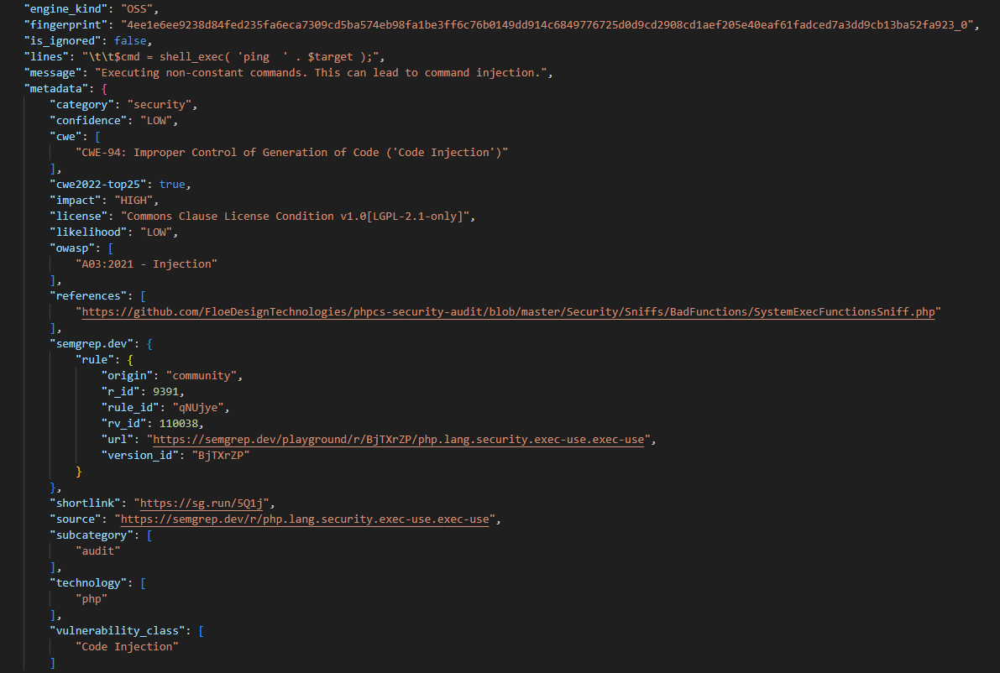 "engine_kind": "OSS",
"fingerprint": "4ee1e6ee9238d84fed235fa6eca7309cd5ba574eb98fa1be3ff6c76b0149dd914c6849776725d0d9cd2908cd1aef205e40eaf61fadced7a3dd9cb13ba52fa923_0",
"is_ignored": false,
"lines": "\t\t$cmd = shell_exec( 'ping  ' . $target );",
"message": "Executing non-constant commands. This can lead to command injection.",
"metadata": {
"category": "security",
"confidence": "LOW",
"cwe": [
"CWE-94: Improper Control of Generation of Code ('Code Injection')"
],
"cwe2022-top25": true,
"impact": "HIGH",
"license": "Commons Clause License Condition v1.0[LGPL-2.1-only]",
"likelihood": "LOW",
"owasp": [
"A03:2021 - Injection"
],
"references": [
"https://github.com/FloeDesignTechnologies/phpcs-security-audit/blob/master/Security/Sniffs/BadFunctions/SystemExecFunctionsSniff.php"
],
"semgrep.dev": {
"rule": {
"origin": "community",
"r_id": 9391,
"rule_id": "qNUjye",
"rv_id": 110038,
"url": "https://semgrep.dev/playground/r/BjTXrZP/php.lang.security.exec-use.exec-use",
"version_id": "BjTXrZP"
}
},
"shortlink": "https://sg.run/5Q1j",
"source": "https://semgrep.dev/r/php.lang.security.exec-use.exec-use",
"subcategory": [
"audit"
],
"technology": [
"php"
],
"vulnerability_class": [
"Code Injection"
]